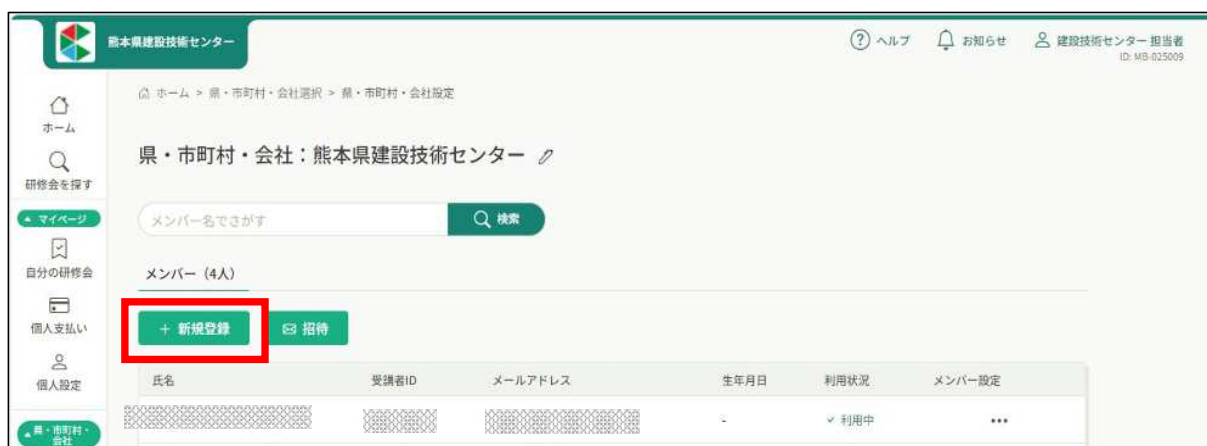 熊本県建設技術センター
ヘルプ
お知らせ
建設技術センター 担当者
ID: MB-025009
ホーム
研修会を探す
マイページ
自分の研修会
個人支払い
個人設定
県・市町村・会社
ホーム > 県・市町村・会社選択 > 県・市町村・会社設定
県・市町村・会社:熊本県建設技術センター
メンバー名でさがす
検索
メンバー(4人)
+ 新規登録
招待
氏名 受講者ID メールアドレス 生年月日 利用状況 メンバー設定
- 利用中 •••